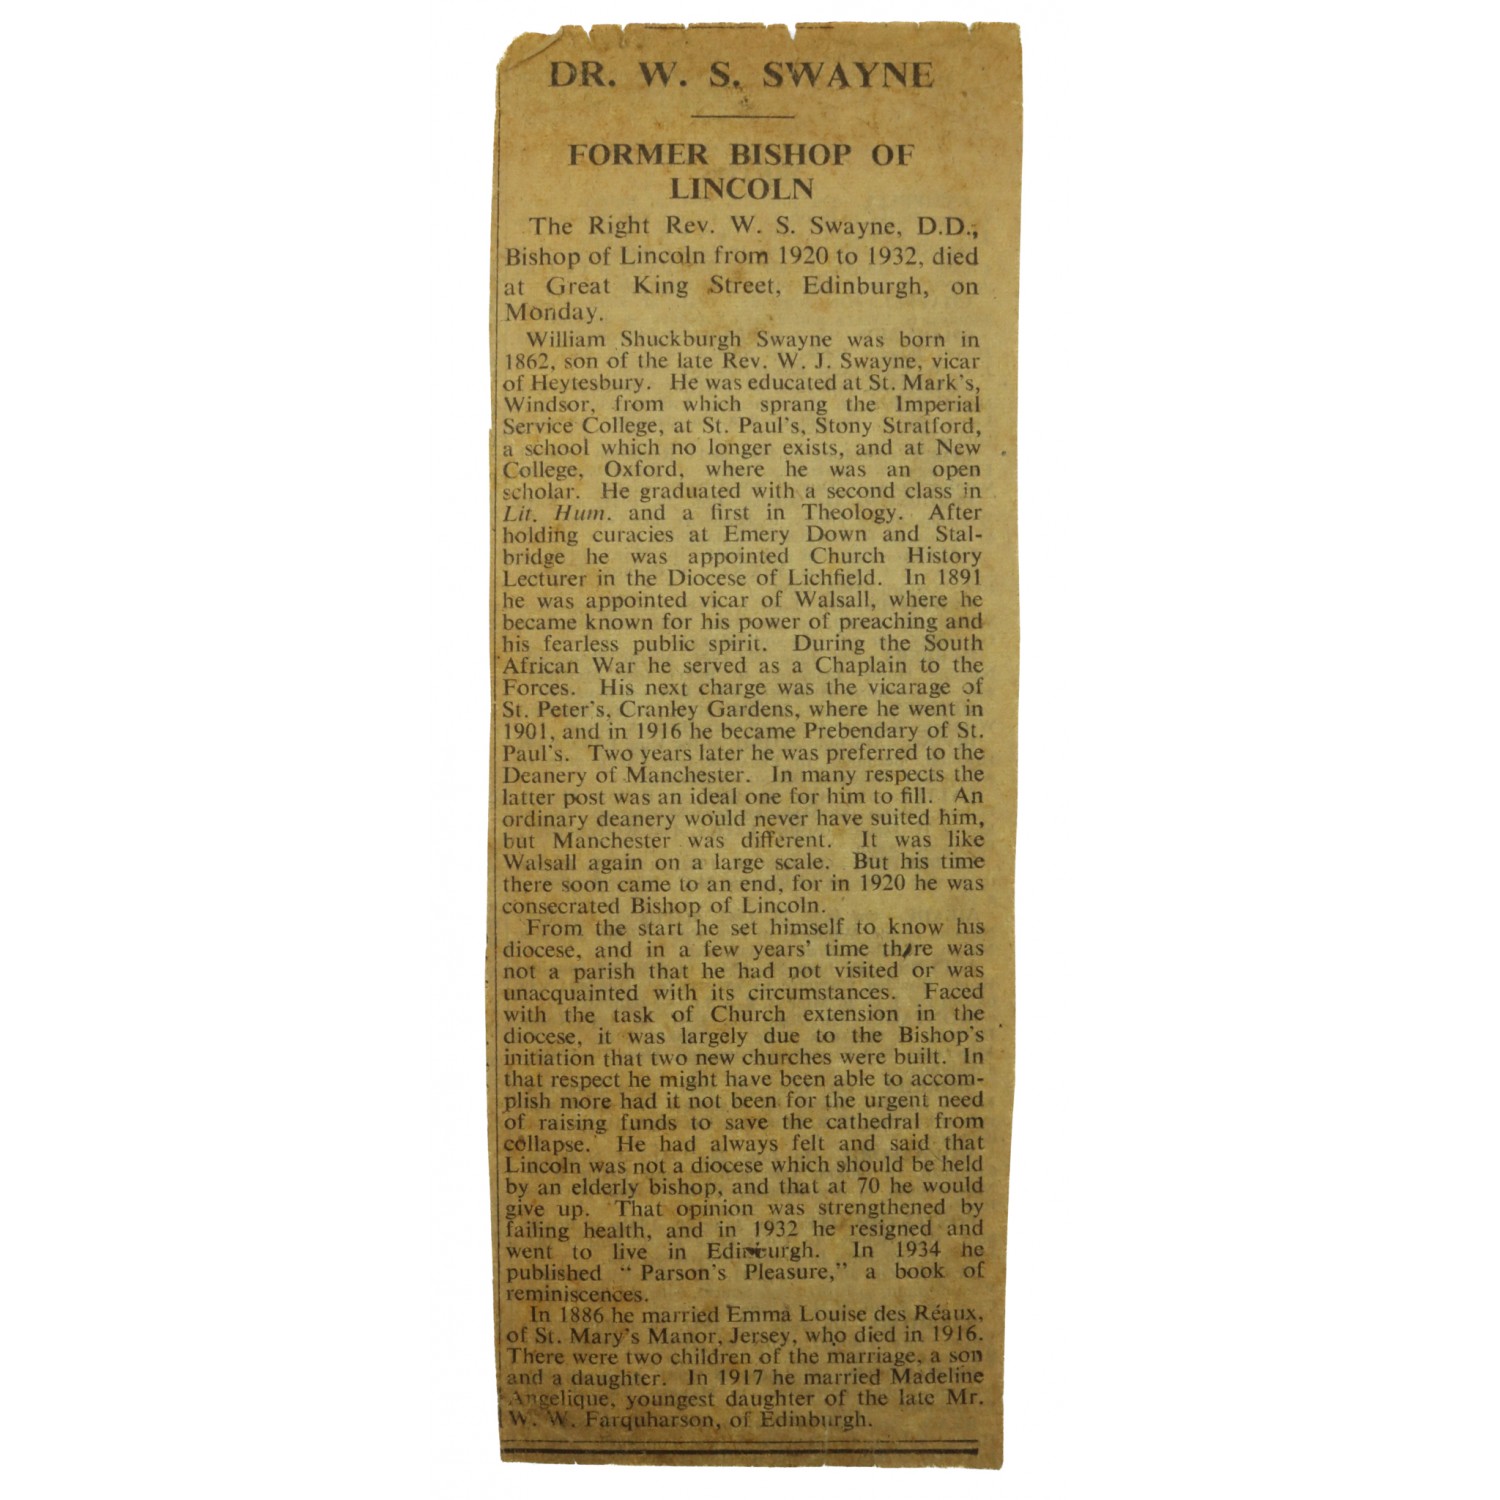 DR. W. S. SWAYNE
FORMER BISHOP OF
LINCOLN
The Right Rev. W. S. Swayne, D.D.,
Bishop of Lincoln from 1920 to 1932, died
at Great King Street, Edinburgh, on
Monday.
William Shuckburgh Swayne was born in
1862, son of the late Rev. W. J. Swayne, vicar
of Heytesbury. He was educated at St. Mark's,
Windsor, from which sprang the Imperial
Service College, at St. Paul's, Stony Stratford,
a school which no longer exists, and at New
College, Oxford, where he was an open
scholar. He graduated with a second class in
Lit. Hum. and a first in Theology. After
holding curacies at Emery Down and Stal-
bridge he was appointed Church History
Lecturer in the Diocese of Lichfield. In 1891
he was appointed vicar of Walsall, where he
became known for his power of preaching and
his fearless public spirit. During the South
African War he served as a Chaplain to the
Forces. His next charge was the vicarage of
St. Peter's, Cranley Gardens, where he went in
1901, and in 1916 he became Prebendary of St.
Paul's. Two years later he was preferred to the
Deanery of Manchester. In many respects the
latter post was an ideal one for him to fill. An
ordinary deanery would never have suited him,
but Manchester was different. It was like
Walsall again on a large scale. But his time
there soon came to an end, for in 1920 he was
consecrated Bishop of Lincoln.
From the start he set himself to know his
diocese, and in a few years' time there was
not a parish that he had not visited or was
unacquainted with its circumstances. Faced
with the task of Church extension in the
diocese, it was largely due to the Bishop's
initiation that two new churches were built. In
that respect he might have been able to accom-
plish more had it not been for the urgent need
of raising funds to save the cathedral from
collapse. He had always felt and said that
Lincoln was not a diocese which should be held
by an elderly bishop, and that at 70 he would
give up. That opinion was strengthened by
failing health, and in 1932 he resigned and
went to live in Edinburgh. In 1934 he
published "Parson's Pleasure," a book of
reminiscences.
In 1886 he married Emma Louise des Réaux,
of St. Mary's Manor, Jersey, who died in 1916.
There were two children of the marriage, a son
and a daughter. In 1917 he married Madeline
Angelique, youngest daughter of the late Mr.
W. W. Farquharson, of Edinburgh.